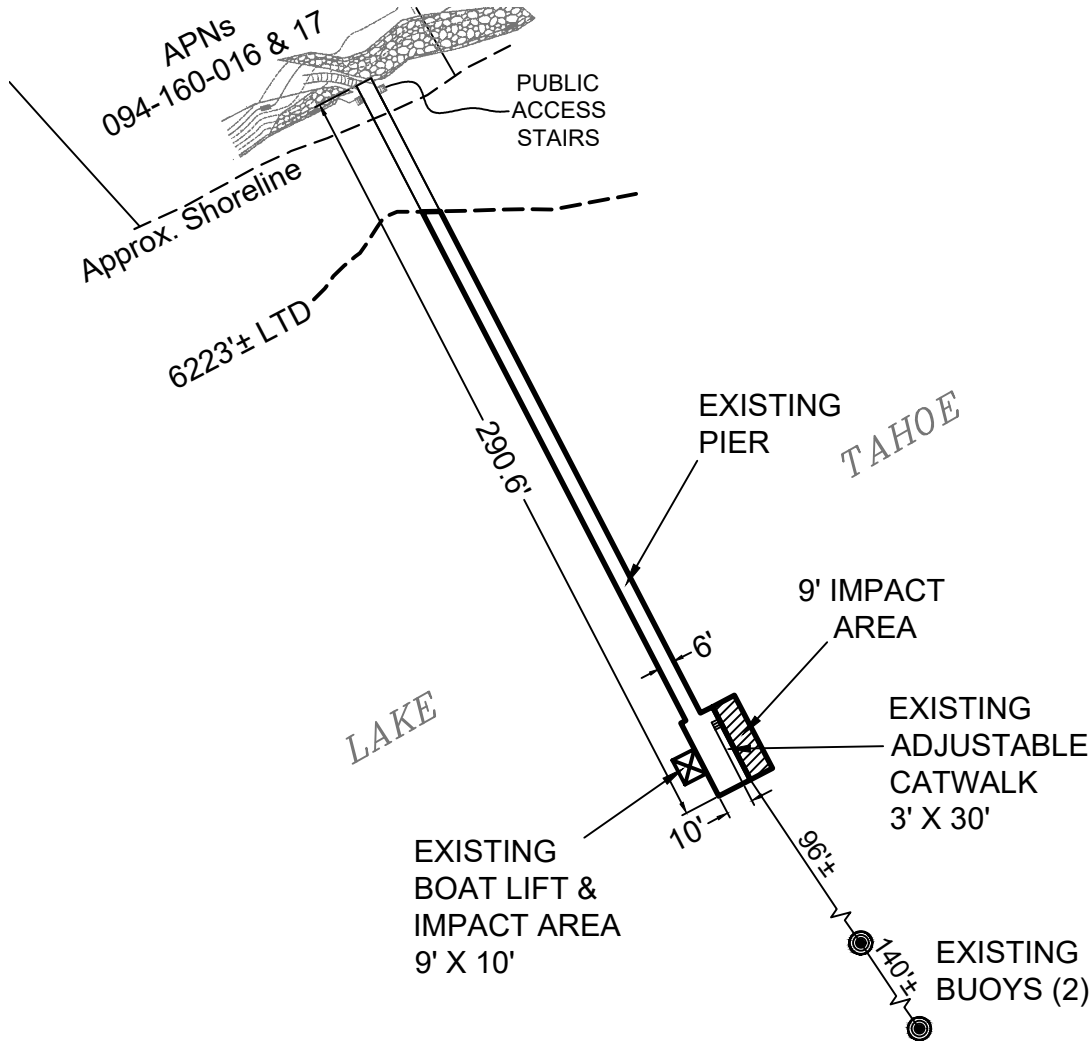 APNs
094-160-016 & 17
PUBLIC
ACCESS
STAIRS
Approx. Shoreline
6223'± LTD
290.6'
EXISTING
PIER
TAHOE
9' IMPACT
AREA
6'
LAKE
EXISTING
ADJUSTABLE
CATWALK
3' X 30'
10'
EXISTING
BOAT LIFT &
IMPACT AREA
9' X 10'
96'±
140'±
EXISTING
BUOYS (2)